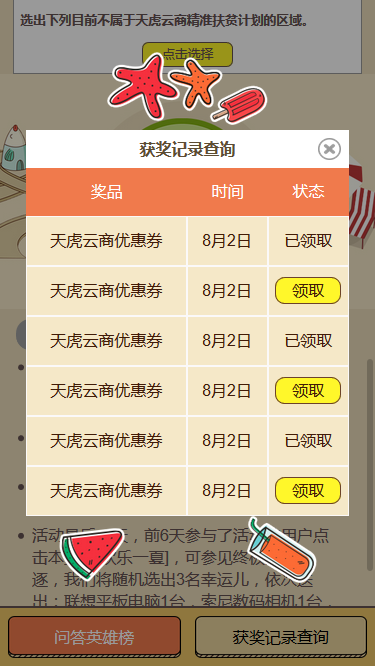 选出下列目前不属于天虎云商精准扶贫计划的区域。
点击选择
获奖记录查询
奖品 时间 状态
天虎云商优惠券 8月2日 已领取
天虎云商优惠券 8月2日 领取
天虎云商优惠券 8月2日 已领取
天虎云商优惠券 8月2日 领取
天虎云商优惠券 8月2日 已领取
天虎云商优惠券 8月2日 领取
，前6天参与了活 用户点
击本 乐一夏]，可参见终极
逐，我们将随机选出3名幸运儿，依次送
出：联想平板电脑1台，索尼数码相机1台，
问答英雄榜 获奖记录查询